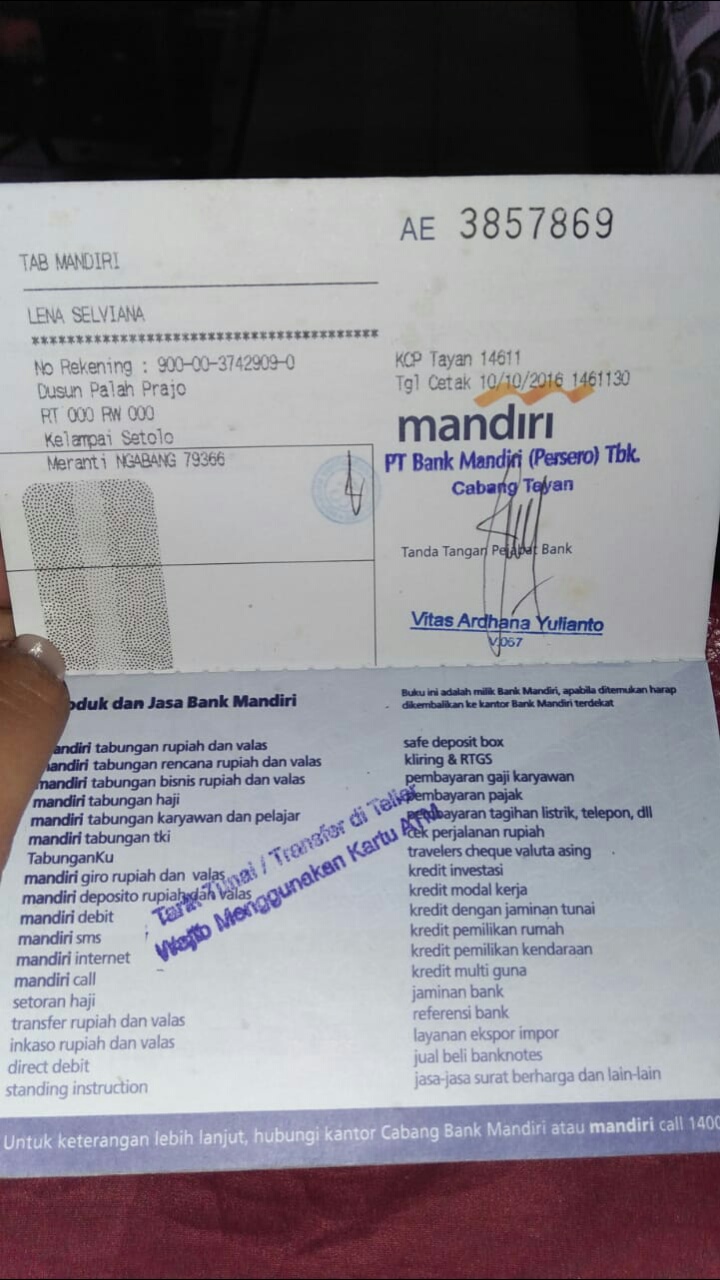 AE 3857869
TAB MANDIRI
LENA SELVIANA
***************************************
No Rekening : 900-00-3742909-0
Dusun Palah Prajo
RT 000 RW 000
Kelampai Setolo
Meranti NGABANG 79366
KCP Tayan 14611
Tgl Cetak 10/10/2016 1461130
mandiri
PT Bank Mandiri (Persero) Tbk.
Cabang Tayan
Tanda Tangan Pejabat Bank
Vitas Ardhana Yulianto
V.067
oduk dan Jasa Bank Mandiri
andiri tabungan rupiah dan valas
andiri tabungan rencana rupiah dan valas
mandiri tabungan bisnis rupiah dan valas
mandiri tabungan haji
mandiri tabungan karyawan dan pelajar
mandiri tabungan tki
TabunganKu
mandiri giro rupiah dan valas
mandiri deposito rupiah dan valas
mandiri debit
mandiri sms
mandiri internet
mandiri call
setoran haji
transfer rupiah dan valas
inkaso rupiah dan valas
direct debit
standing instruction
Buku ini adalah milik Bank Mandiri, apabila ditemukan harap
dikembalikan ke kantor Bank Mandiri terdekat
safe deposit box
kliring & RTGS
pembayaran gaji karyawan
pembayaran pajak
pembayaran tagihan listrik, telepon, dll
cek perjalanan rupiah
travelers cheque valuta asing
kredit investasi
kredit modal kerja
kredit dengan jaminan tunai
kredit pemilikan rumah
kredit pemilikan kendaraan
kredit multi guna
jaminan bank
referensi bank
layanan ekspor impor
jual beli banknotes
jasa-jasa surat berharga dan lain-lain
Tarik Tunai / Transfer di Teller
Wajib Menggunakan Kartu ATM
Untuk keterangan lebih lanjut, hubungi kantor Cabang Bank Mandiri atau mandiri call 1400